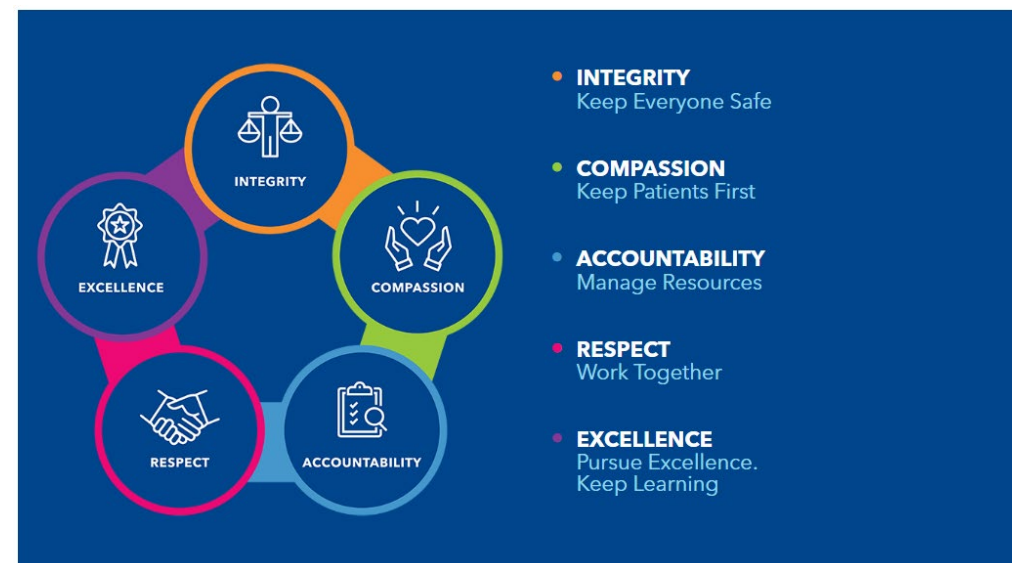 INTEGRITY
COMPASSION
ACCOUNTABILITY
RESPECT
EXCELLENCE
INTEGRITY
Keep Everyone Safe
COMPASSION
Keep Patients First
ACCOUNTABILITY
Manage Resources
RESPECT
Work Together
EXCELLENCE
Pursue Excellence.
Keep Learning